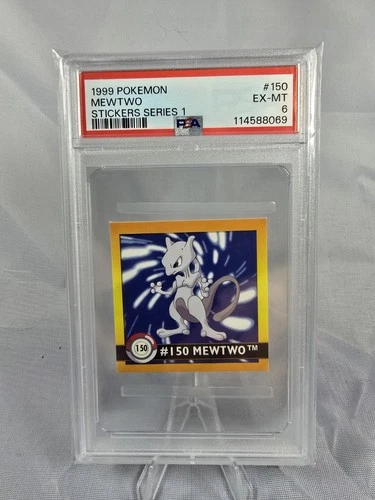 1999 POKEMON #150
MEWTWO EX-MT
STICKERS SERIES 1 6
PSA 114588069
150
#150 MEWTWO™